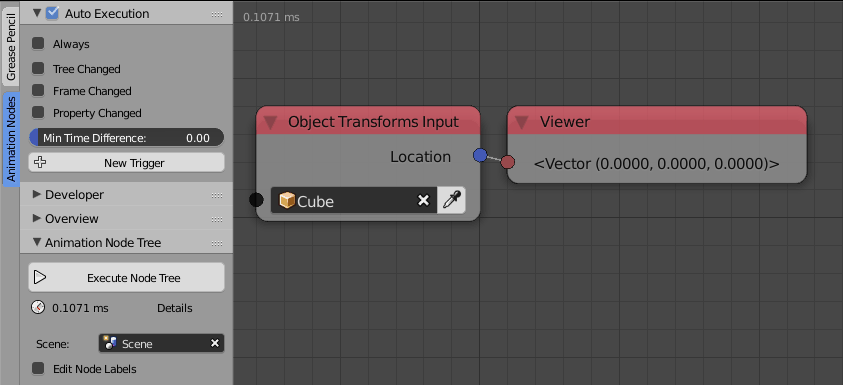 Grease Pencil
Animation Nodes
Auto Execution
Always
Tree Changed
Frame Changed
Property Changed
Min Time Difference: 0.00
New Trigger
Developer
Overview
Animation Node Tree
Execute Node Tree
0.1071 ms Details
Scene: Scene
Edit Node Labels
0.1071 ms
Object Transforms Input
Location
Cube
Viewer
<Vector (0.0000, 0.0000, 0.0000)>